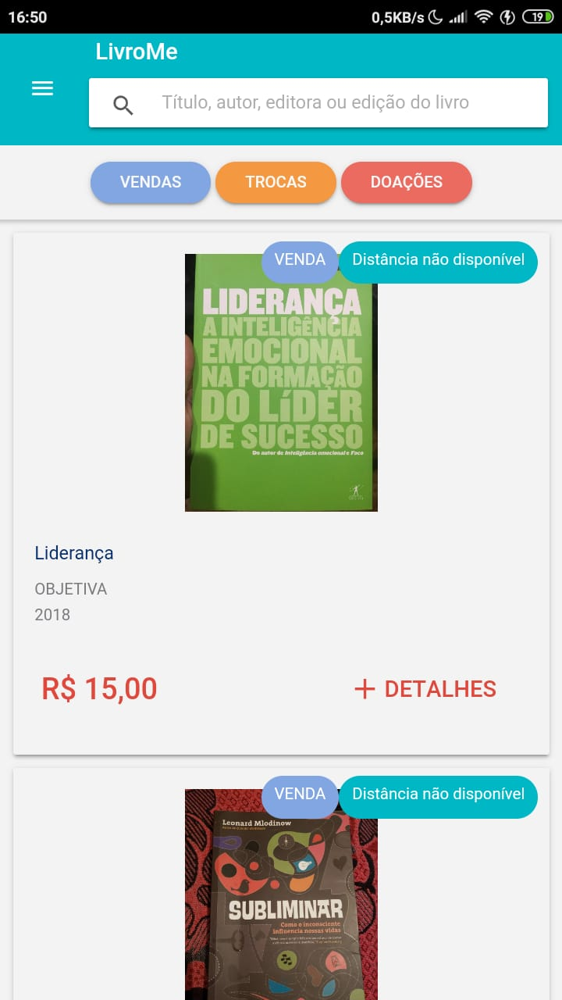 16:50
0,5KB/s
19
LivroMe
Título, autor, editora ou edição do livro
VENDAS
TROCAS
DOAÇÕES
VENDA
Distância não disponível
LIDERANÇA
A INTELIGÊNCIA
EMOCIONAL
NA FORMAÇÃO
DO LÍDER
DE SUCESSO
Do autor de Inteligência emocional e Foco
Liderança
OBJETIVA
2018
R$ 15,00
+ DETALHES
VENDA
Distância não disponível
Leonard Mlodinow
SUBLIMINAR
Como o inconsciente
influencia nossas vidas